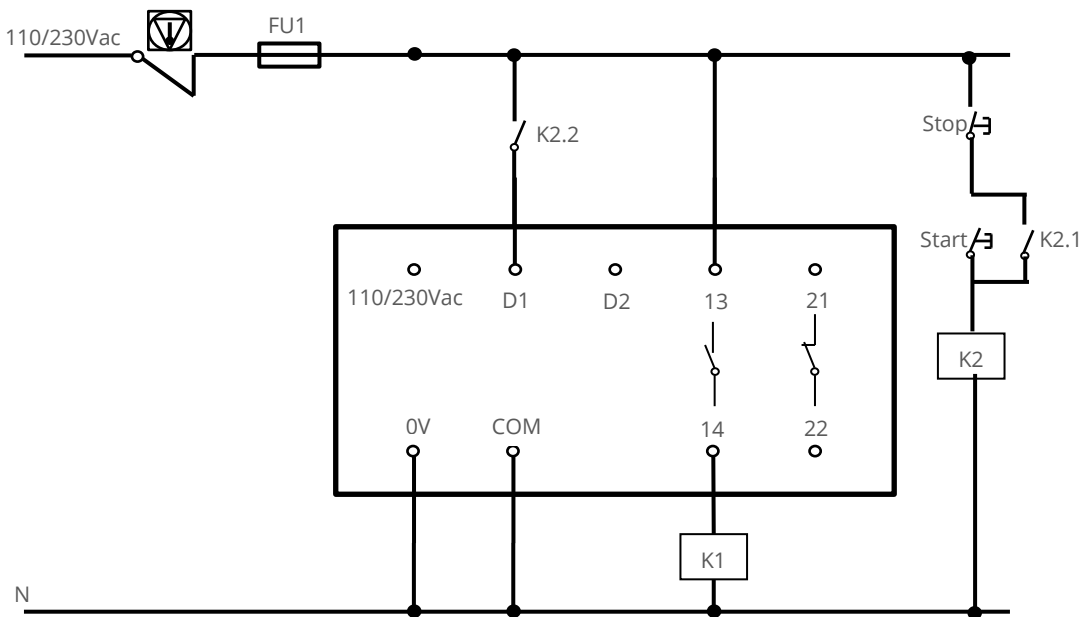 FU1
110/230Vac
K2.2
Stop
Start
K2.1
110/230Vac D1 D2 13 21
K2
0V COM 14 22
K1
N